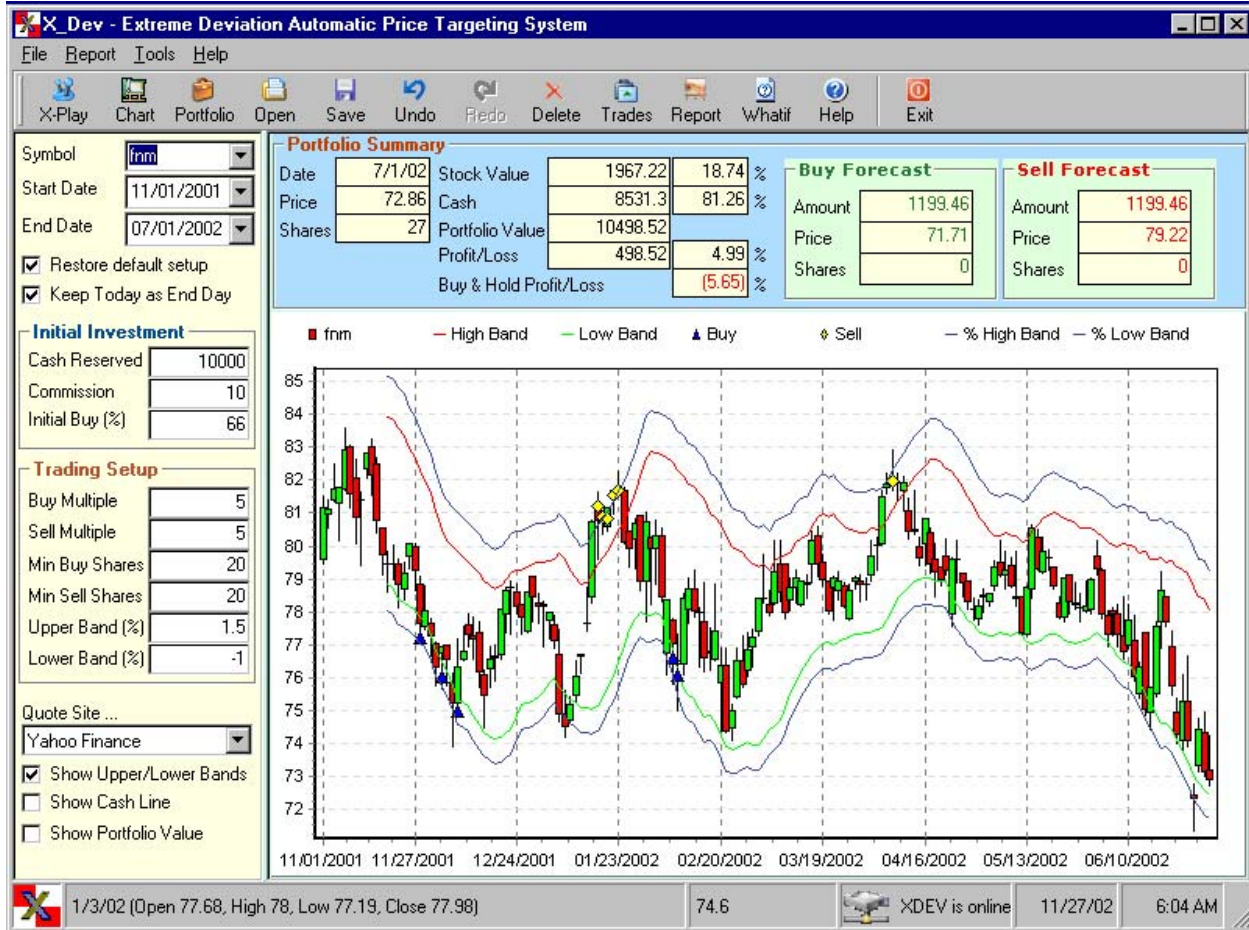 X_Dev - Extreme Deviation Automatic Price Targeting System
File Report Tools Help
X-Play Chart Portfolio Open Save Undo Redo Delete Trades Report Whatif Help Exit
Symbol fnm
Start Date 11/01/2001
End Date 07/01/2002
Restore default setup
Keep Today as End Day
Initial Investment
Cash Reserved 10000
Commission 10
Initial Buy (%) 66
Trading Setup
Buy Multiple 5
Sell Multiple 5
Min Buy Shares 20
Min Sell Shares 20
Upper Band (%) 1.5
Lower Band (%) -1
Quote Site ...
Yahoo Finance
Show Upper/Lower Bands
Show Cash Line
Show Portfolio Value
Portfolio Summary
Date 7/1/02 Stock Value 1967.22 18.74 %
Price 72.86 Cash 8531.3 81.26 %
Shares 27 Portfolio Value 10498.52
Profit/Loss 498.52 4.99 %
Buy & Hold Profit/Loss (5.65) %
Buy Forecast
Amount 1199.46
Price 71.71
Shares 0
Sell Forecast
Amount 1199.46
Price 79.22
Shares 0
fnm High Band Low Band Buy Sell % High Band % Low Band
85
84
83
82
81
80
79
78
77
76
75
74
73
72
11/01/2001 11/27/2001 12/24/2001 01/23/2002 02/20/2002 03/19/2002 04/16/2002 05/13/2002 06/10/2002
X 1/3/02 (Open 77.68, High 78, Low 77.19, Close 77.98) 74.6 XDEV is online 11/27/02 6:04 AM